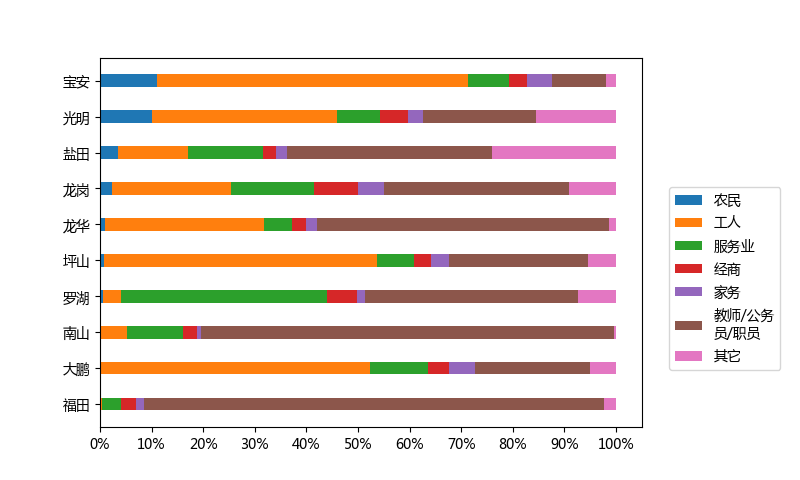 宝安
光明
盐田
龙岗
龙华
坪山
罗湖
南山
大鹏
福田
0% 10% 20% 30% 40% 50% 60% 70% 80% 90% 100%
农民
工人
服务业
经商
家务
教师/公务
员/职员
其它